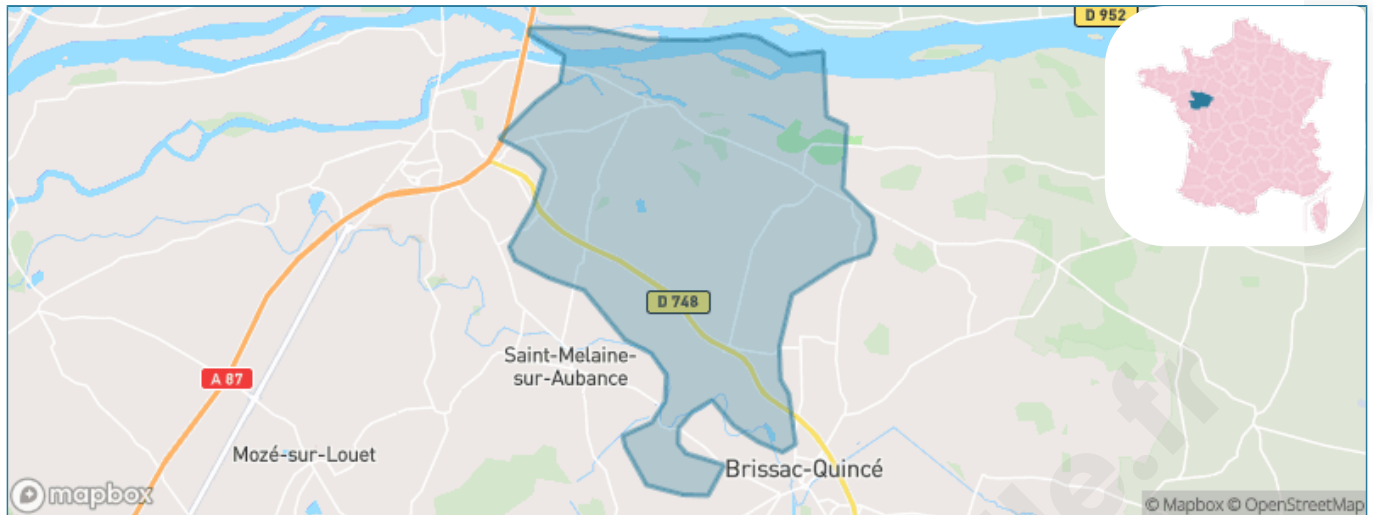 D 952
D 748
Saint-Melaine-
sur-Aubance
A 87
Mozé-sur-Louet
Brissac-Quincé
mapbox
© Mapbox © OpenStreetMap